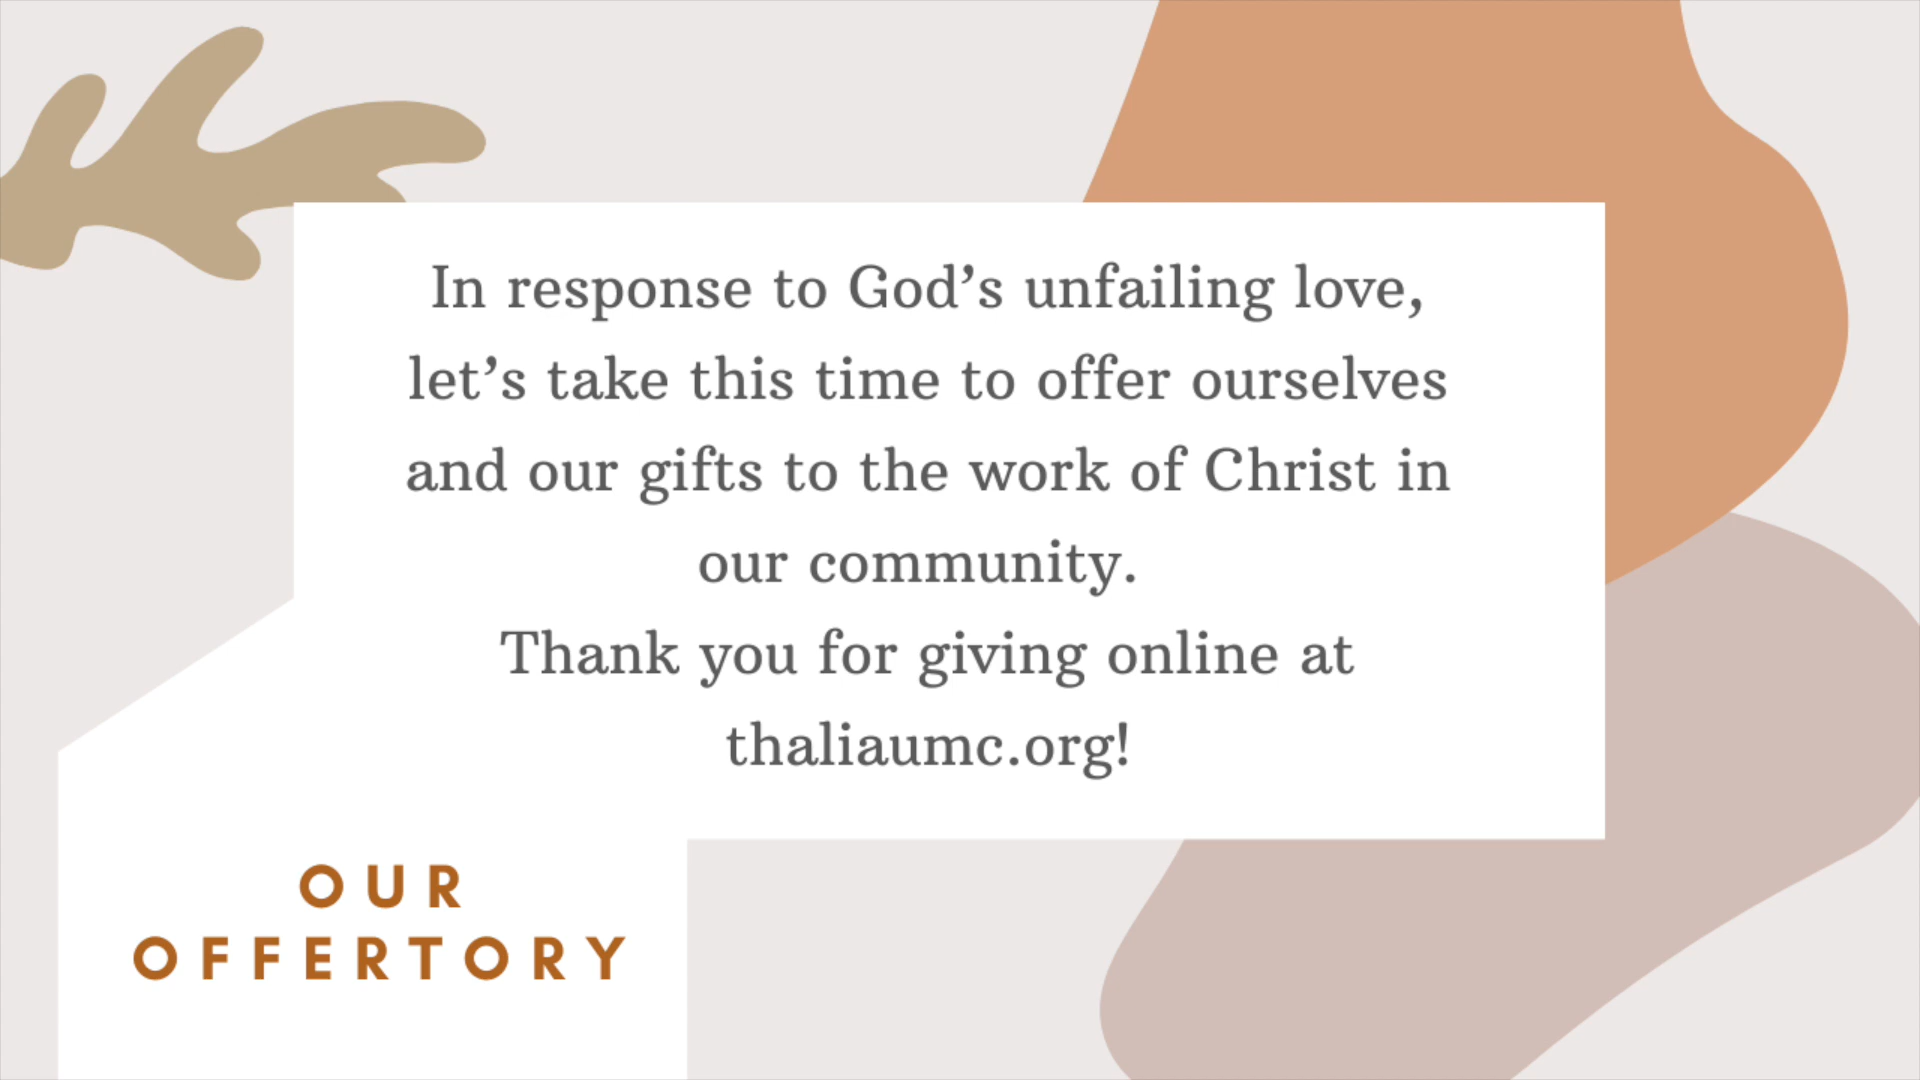 In response to God’s unfailing love,
let’s take this time to offer ourselves
and our gifts to the work of Christ in
our community.
Thank you for giving online at
thaliaumc.org!
OUR
OFFERTORY